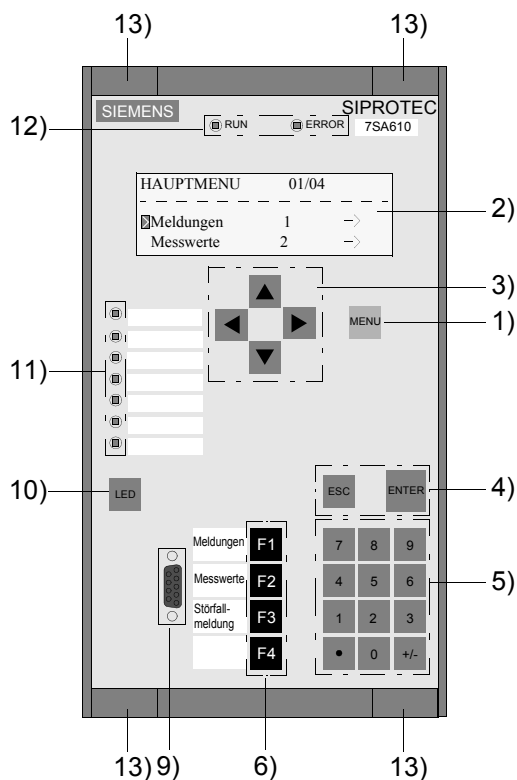 13) 13)
SIEMENS
SIPROTEC
12)
RUN
ERROR
7SA610
HAUPTMENU 01/04
2)
Meldungen 1
Messwerte 2
3)
MENU
1)
11)
10)
LED
ESC
ENTER
4)
Meldungen F1
7 8 9
Messwerte F2
4 5 6
5)
Störfall-
meldung
F3
1 2 3
F4
• 0 +/-
13) 9) 6) 13)